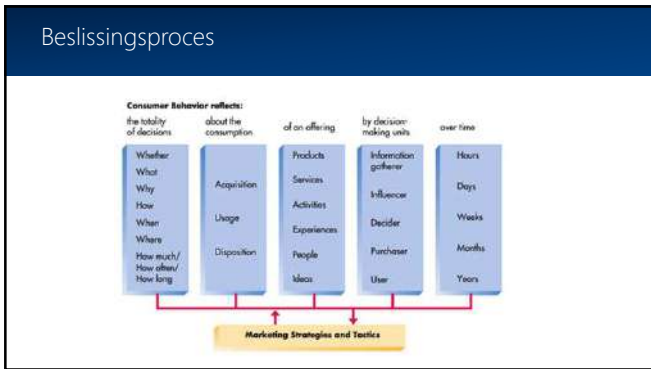 Beslissingsproces
Consumer Behavior reflects:
the totality
of decisions
about the
consumption
of an offering
by decision-
making units
over time
Whether
What
Why
How
When
Where
How much/
How often/
How long
Acquisition
Usage
Disposition
Products
Services
Activities
Experiences
People
Ideas
Information
gatherer
Influencer
Decider
Purchaser
User
Hours
Days
Weeks
Months
Years
Marketing Strategies and Tactics